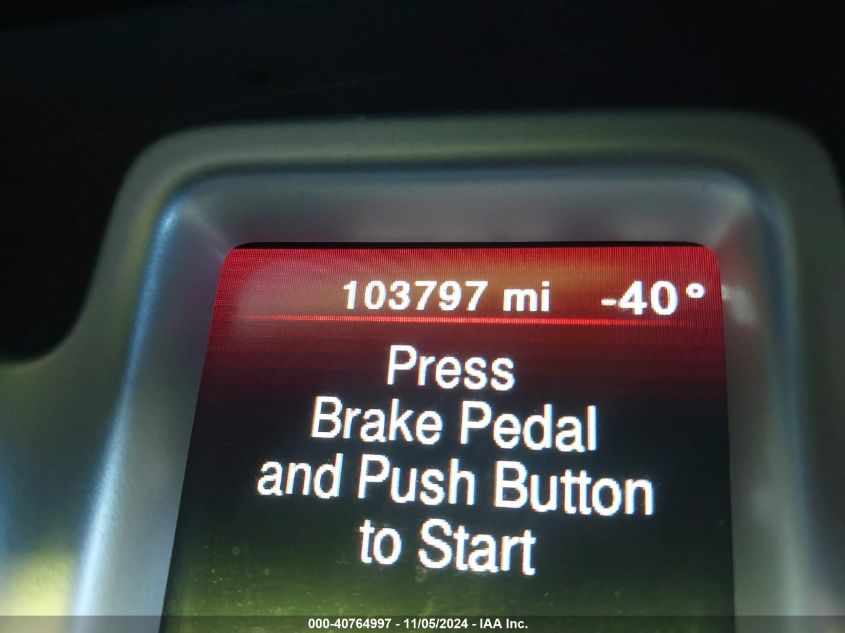 103797 mi -40°
Press
Brake Pedal
and Push Button
to Start
000-40764997 - 11/05/2024 - IAA Inc.